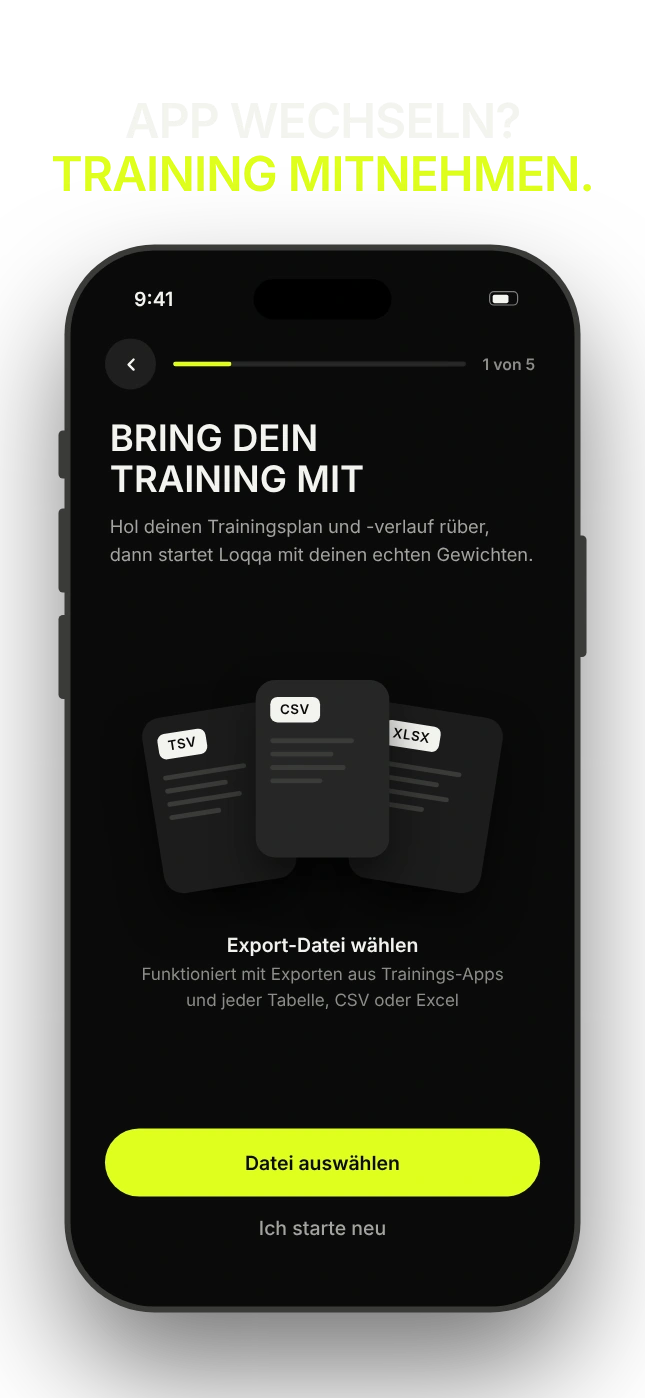 APP WECHSELN?
TRAINING MITNEHMEN.
9:41
1 von 5
BRING DEIN
TRAINING MIT
Hol deinen Trainingsplan und -verlauf rüber,
dann startet Loqqa mit deinen echten Gewichten.
TSV
CSV
XLSX
Export-Datei wählen
Funktioniert mit Exporten aus Trainings-Apps
und jeder Tabelle, CSV oder Excel
Datei auswählen
Ich starte neu